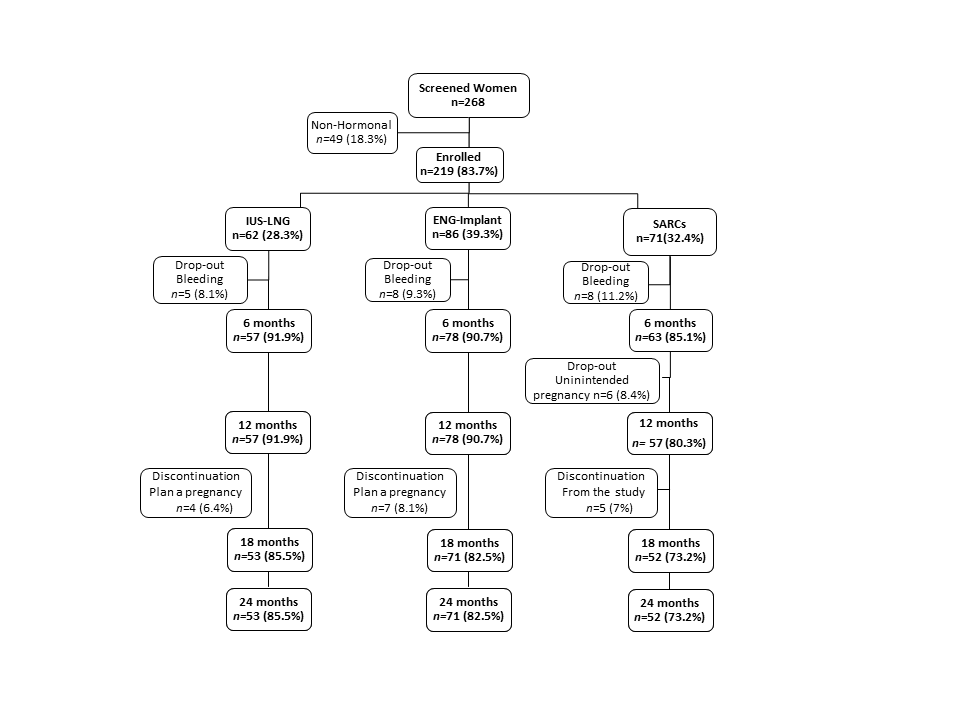 Screened Women
n=268
Non-Hormonal
n=49 (18.3%)
Enrolled
n=219 (83.7%)
IUS-LNG
n=62 (28.3%)
ENG-Implant
n=86 (39.3%)
SARCs
n=71(32.4%)
Drop-out
Bleeding
n=5 (8.1%)
Drop-out
Bleeding
n=8 (9.3%)
Drop-out
Bleeding
n=8 (11.2%)
6 months
n=57 (91.9%)
6 months
n=78 (90.7%)
6 months
n=63 (85.1%)
Drop-out
Uninintended
pregnancy n=6 (8.4%)
12 months
n=57 (91.9%)
12 months
n=78 (90.7%)
12 months
n= 57 (80.3%)
Discontinuation
Plan a pregnancy
n=4 (6.4%)
Discontinuation
Plan a pregnancy
n=7 (8.1%)
Discontinuation
From the study
n=5 (7%)
18 months
n=53 (85.5%)
18 months
n=71 (82.5%)
18 months
n=52 (73.2%)
24 months
n=53 (85.5%)
24 months
n=71 (82.5%)
24 months
n=52 (73.2%)